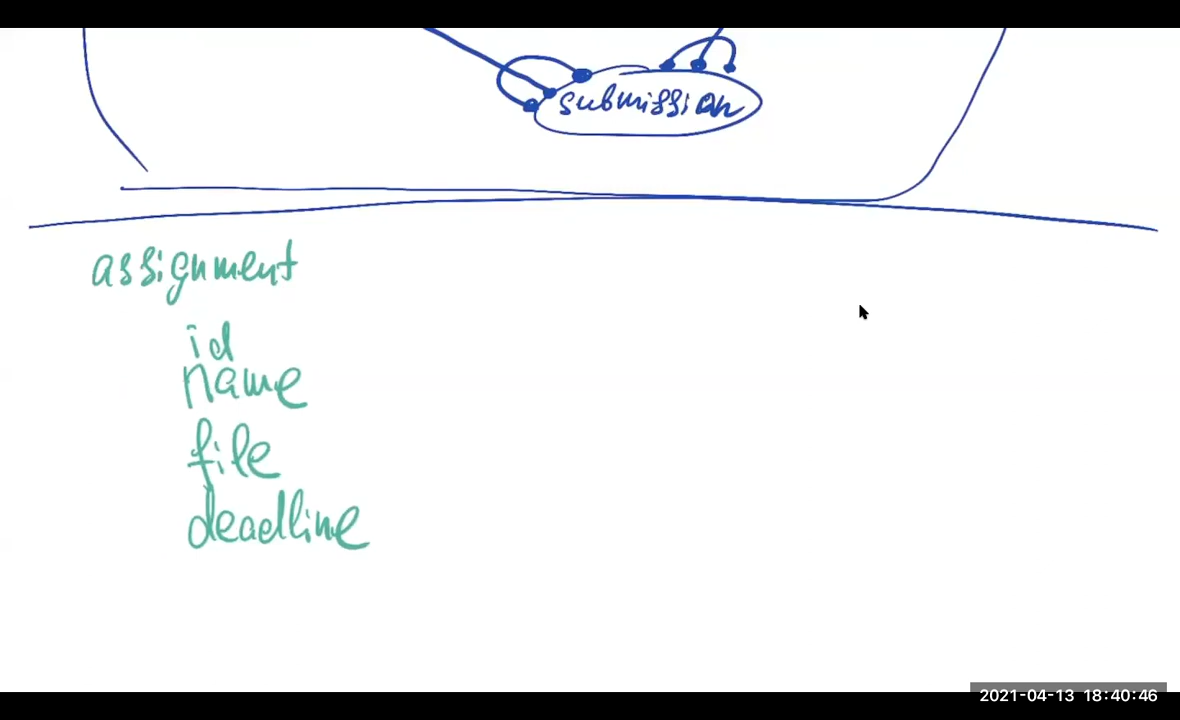 submission
assignment
id
name
file
deadline
2021-04-13 18:40:46